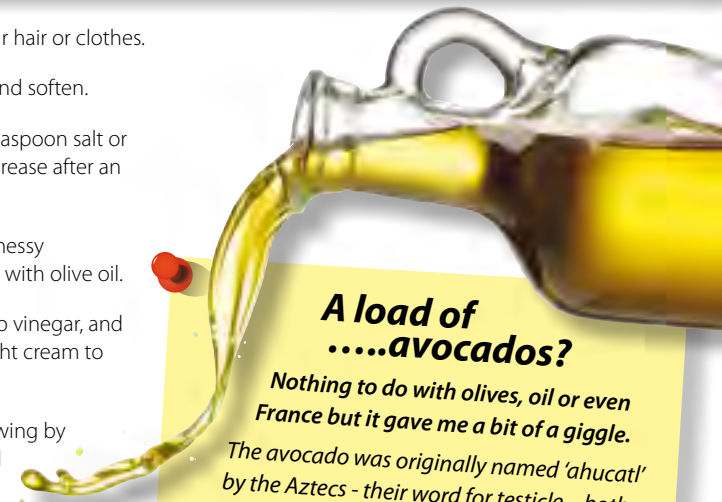 hair or clothes.
nd soften.
aspoon salt or
rease after an
nessy
with olive oil.
o vinegar, and
ht cream to
wing by
A load of
.....avocados?
Nothing to do with olives, oil or even
France but it gave me a bit of a giggle.
The avocado was originally named ‘ahucatl’
by the Aztecs - their word for testicle